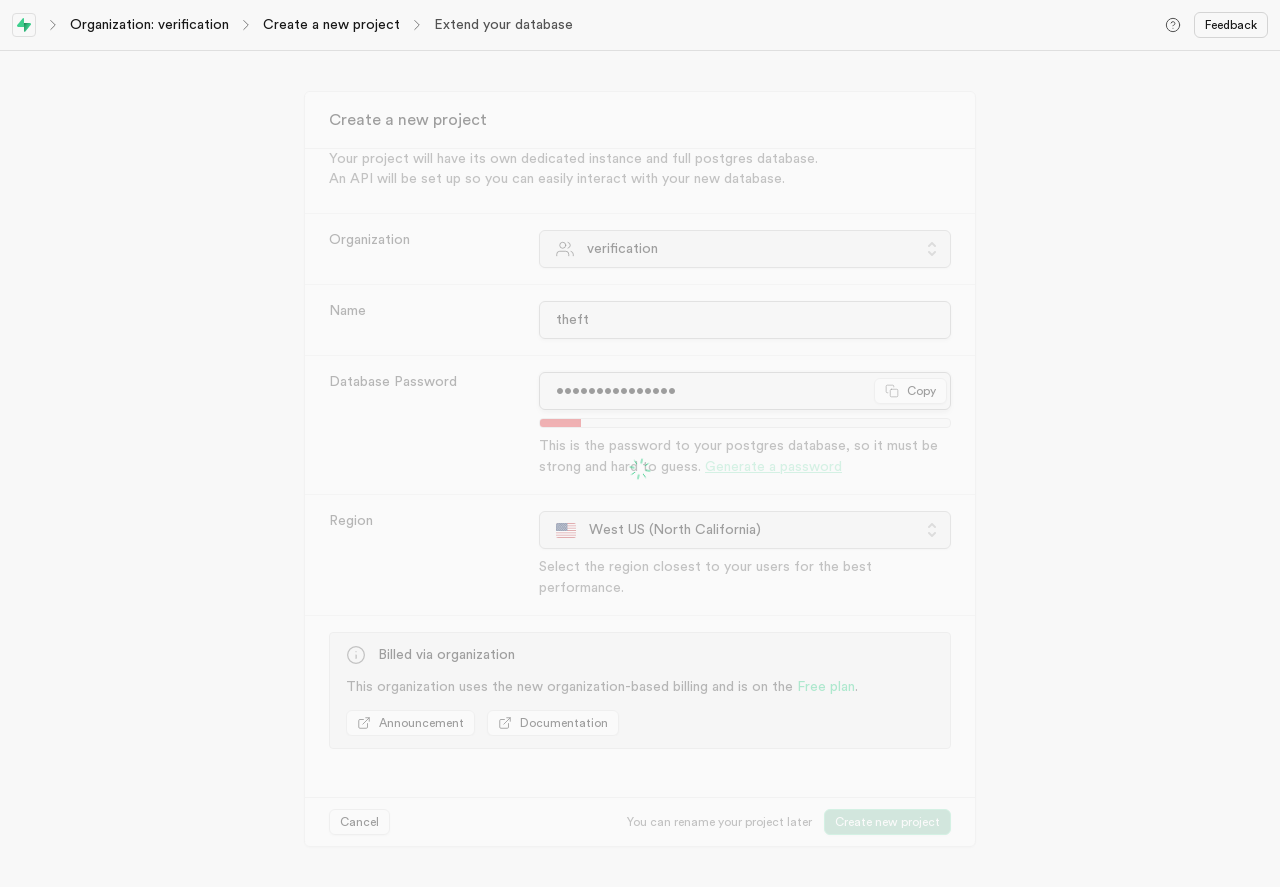 Organization: verification
Create a new project
Extend your database
Feedback
Create a new project
Your project will have its own dedicated instance and full postgres database.
An API will be set up so you can easily interact with your new database.
Organization
verification
Name
theft
Database Password
•••••••••••••••
Copy
This is the password to your postgres database, so it must be
strong and hard to guess. Generate a password
Region
West US (North California)
Select the region closest to your users for the best
performance.
Billed via organization
This organization uses the new organization-based billing and is on the Free plan.
Announcement
Documentation
Cancel
You can rename your project later
Create new project